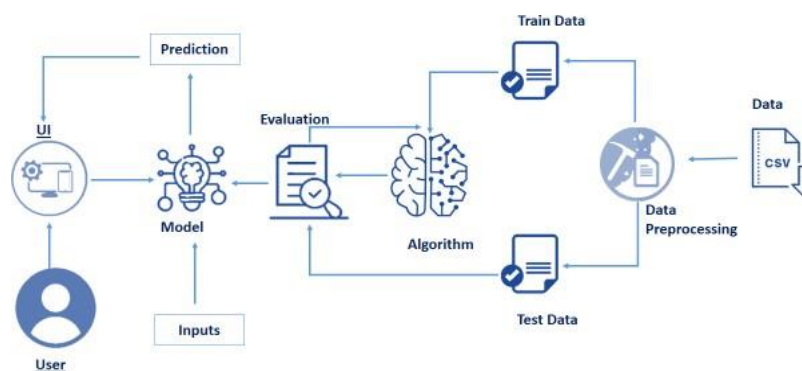 Train Data
Prediction
Evaluation
Data
UI
CSV
Model
Algorithm
Data
Preprocessing
Inputs
Test Data
User